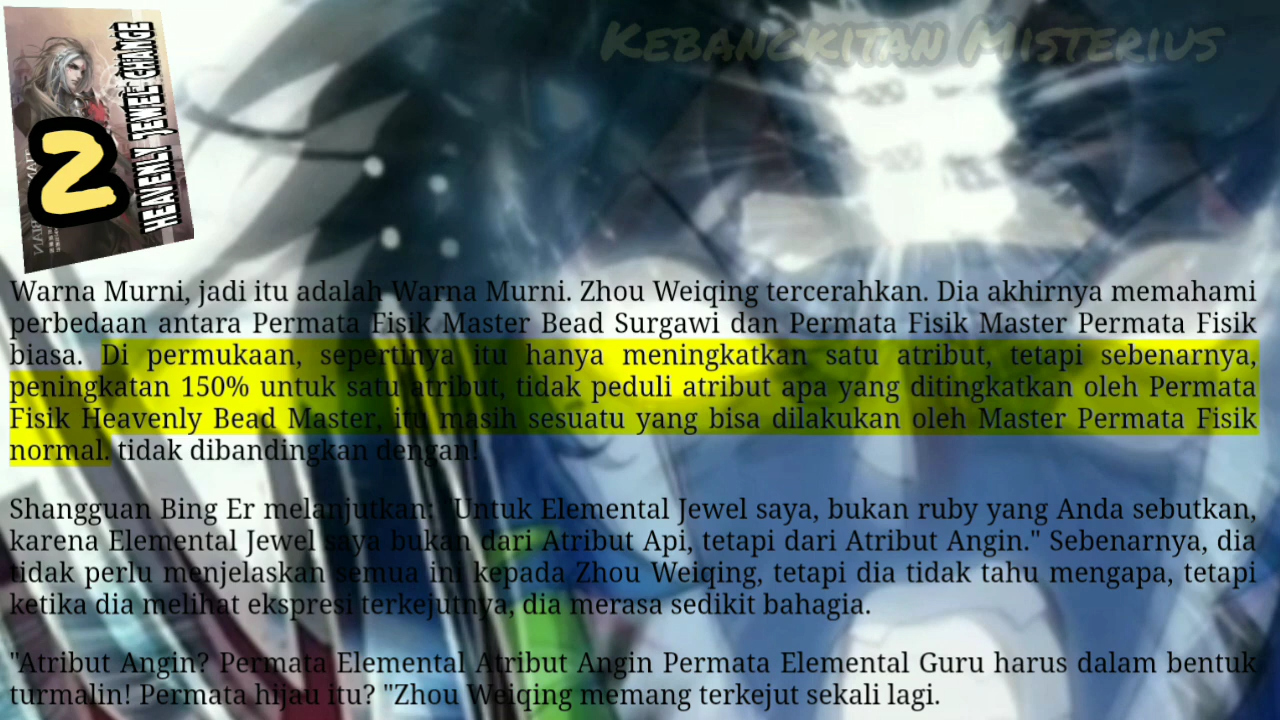 Kebangkitan Misterius
HEAVENLY JEWEL CHANGE
2
Warna Murni, jadi itu adalah Warna Murni. Zhou Weiqing tercerahkan. Dia akhirnya memahami
perbedaan antara Permata Fisik Master Bead Surgawi dan Permata Fisik Master Permata Fisik
biasa. Di permukaan, sepertinya itu hanya meningkatkan satu atribut, tetapi sebenarnya,
peningkatan 150% untuk satu atribut, tidak peduli atribut apa yang ditingkatkan oleh Permata
Fisik Heavenly Bead Master, itu masih sesuatu yang bisa dilakukan oleh Master Permata Fisik
normal. tidak dibandingkan dengan!
Shangguan Bing Er melanjutkan: "Untuk Elemental Jewel saya, bukan ruby yang Anda sebutkan,
karena Elemental Jewel saya bukan dari Atribut Api, tetapi dari Atribut Angin." Sebenarnya, dia
tidak perlu menjelaskan semua ini kepada Zhou Weiqing, tetapi dia tidak tahu mengapa, tetapi
ketika dia melihat ekspresi terkejutnya, dia merasa sedikit bahagia.
"Atribut Angin? Permata Elemental Atribut Angin Permata Elemental Guru harus dalam bentuk
turmalin! Permata hijau itu? "Zhou Weiqing memang terkejut sekali lagi.